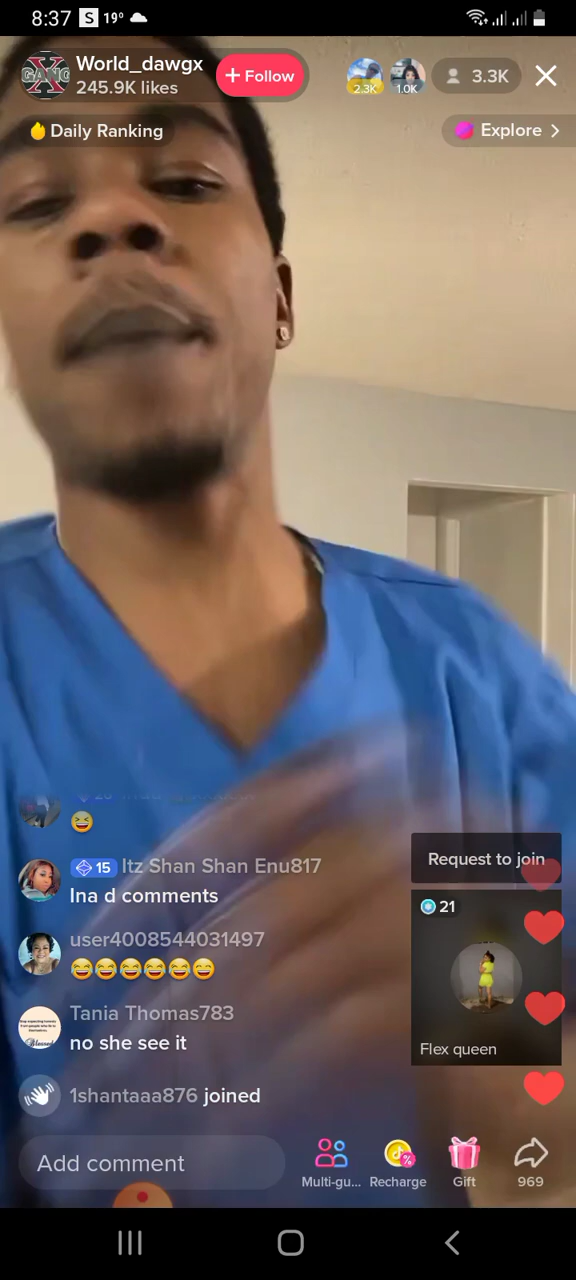 8:37 S 19°
World_dawgx
245.9K likes
+ Follow
2.3K
1.0K
3.3K
GANG
X
Daily Ranking
Explore >
😆
15 Itz Shan Shan Enu817
Ina d comments
user4008544031497
😂😂😂😂😂😂
Tania Thomas783
no she see it
1shantaaa876 joined
Request to join
21
Flex queen
Add comment
Multi-gu...
Recharge
Gift
969